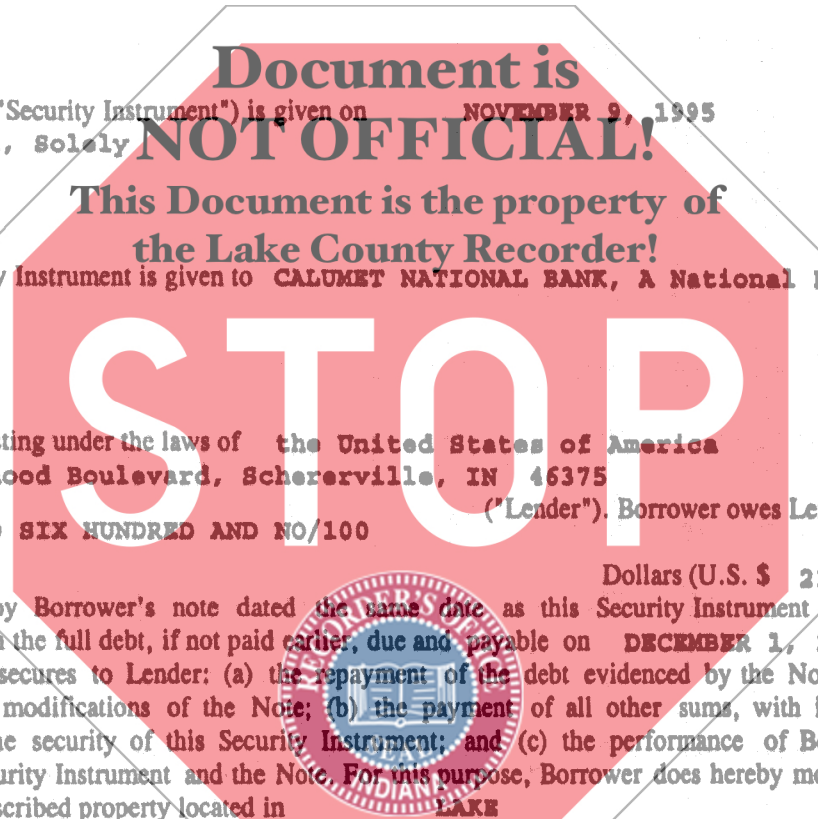 Document is
"Security Instrument") is given on NOVEMBER 9, 1995
, Solely
NOT OFFICIAL!
This Document is the property of
the Lake County Recorder!
Instrument is given to CALUMET NATIONAL BANK, A National
STOP
sting under the laws of the United States of America
ood Boulevard, Schererville, IN 46375
("Lender"). Borrower owes Le
SIX HUNDRED AND NO/100
Dollars (U.S. $ 2
by Borrower's note dated the same date as this Security Instrument
the full debt, if not paid earlier, due and payable on DECEMBER 1,
secures to Lender: (a) the repayment of the debt evidenced by the No
modifications of the Note; (b) the payment of all other sums, with
e security of this Security Instrument; and (c) the performance of B
urity Instrument and the Note. For this purpose, Borrower does hereby m
scribed property located in LAKE
RECORDER'S OFFICE
INDIANA